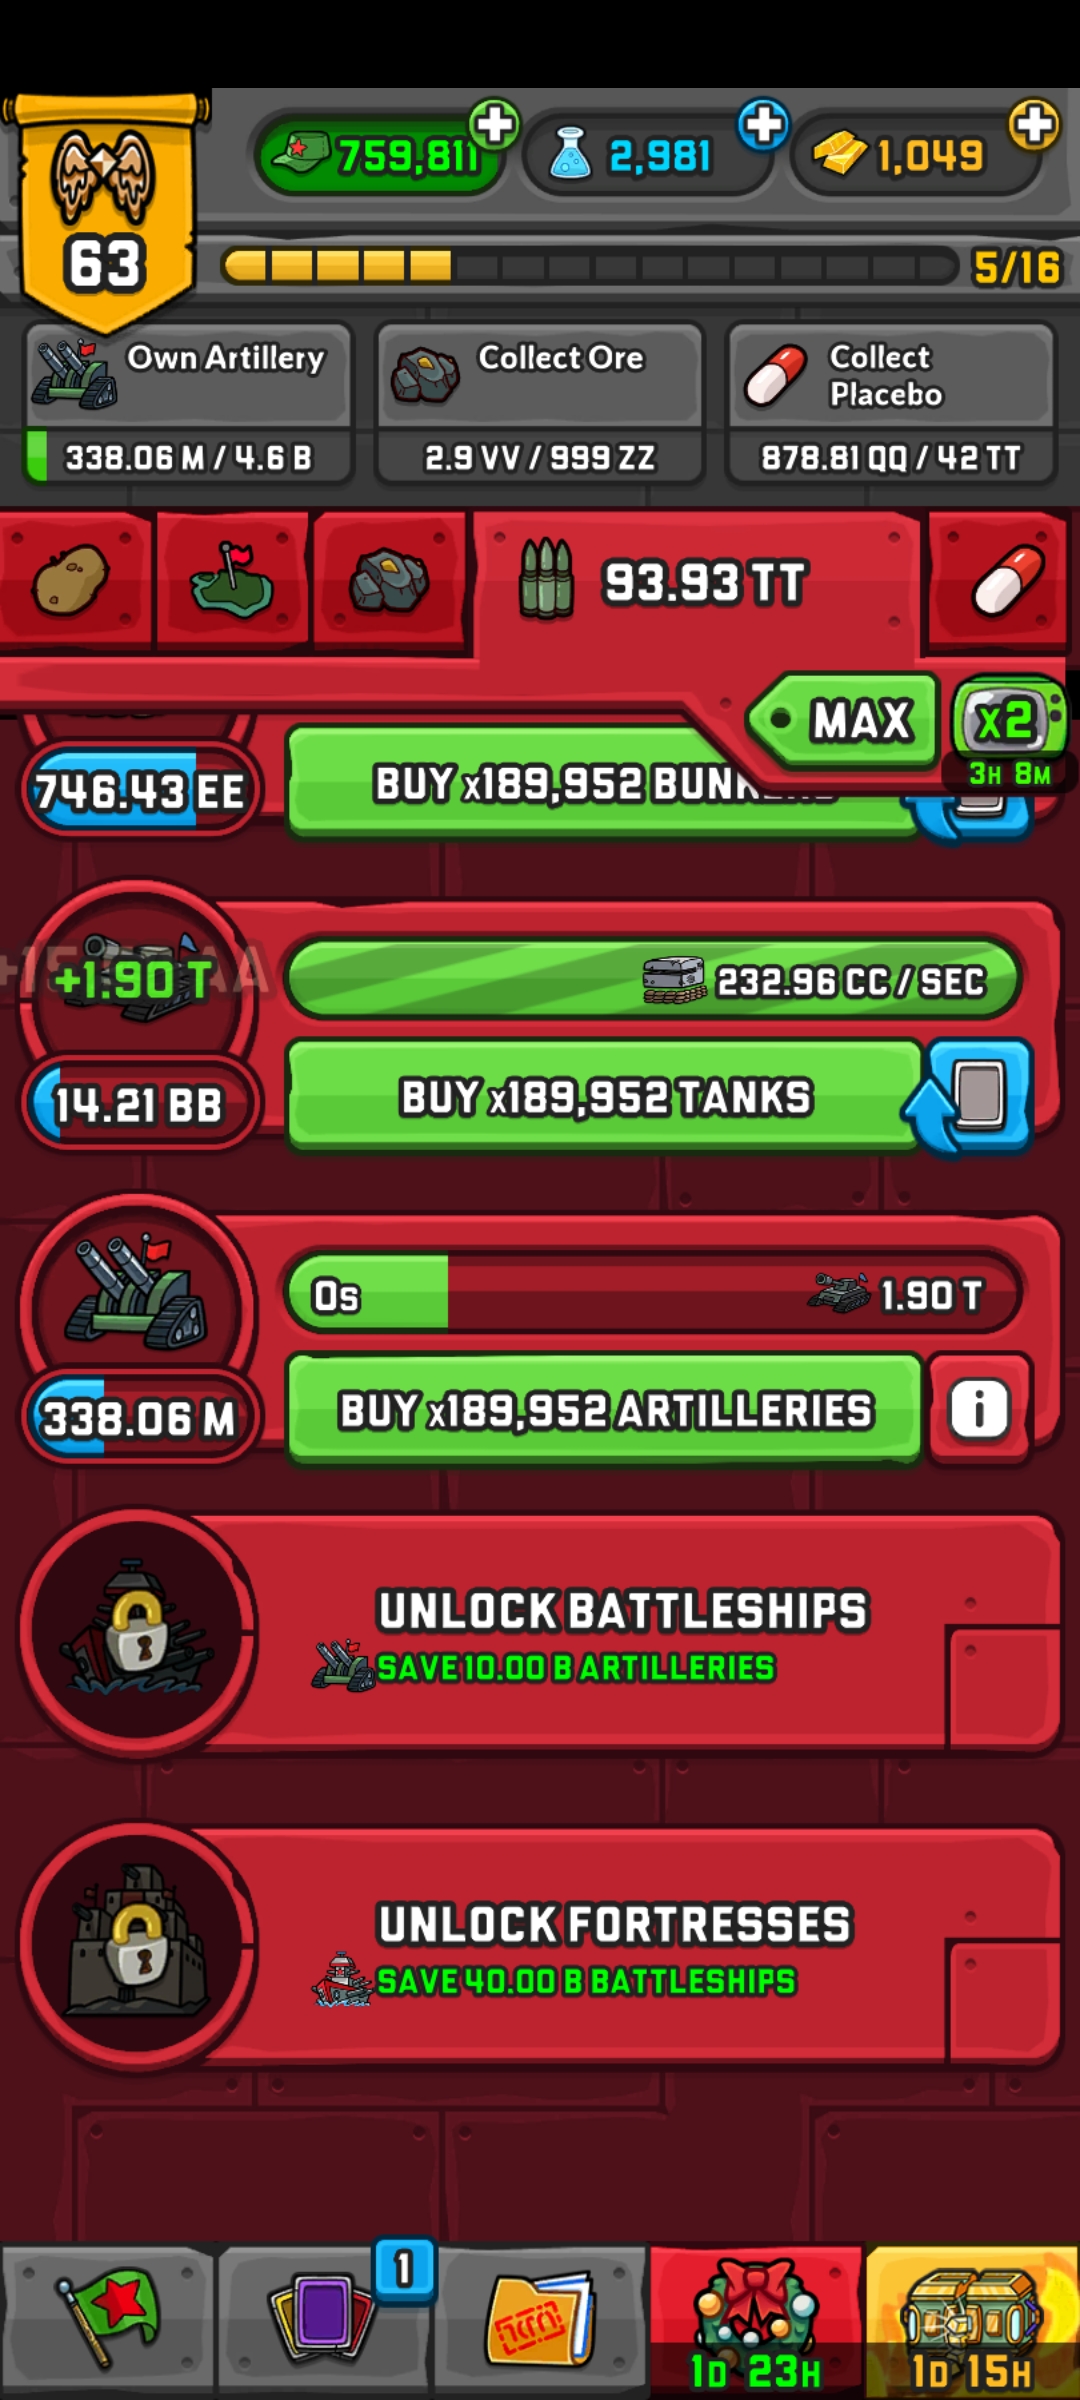 759,811
2,981
1,049
63
5/16
Own Artillery
338.06 M / 4.6 B
Collect Ore
2.9 VV / 999 ZZ
Collect
Placebo
878.81 QQ / 42 TT
93.93 TT
MAX
x2
3H 8M
746.43 EE
BUY x189,952
+1.90 T
232.96 CC / SEC
14.21 BB
BUY x189,952 TANKS
0s
1.90 T
338.06 M
BUY x189,952 ARTILLERIES
i
UNLOCK BATTLESHIPS
SAVE 10.00 B ARTILLERIES
UNLOCK FORTRESSES
SAVE 40.00 B BATTLESHIPS
1
1D 23H
1D 15H